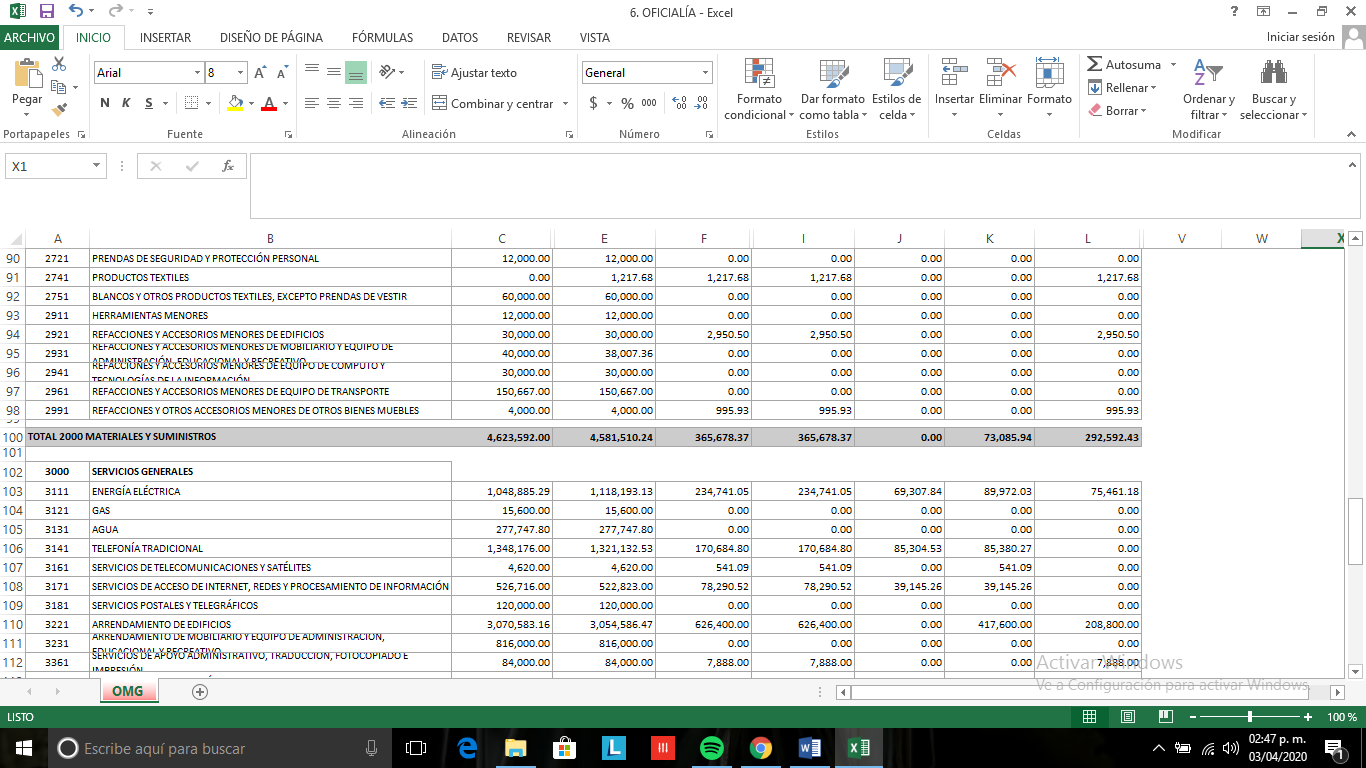 6. OFICIALÍA - Excel
ARCHIVO INICIO INSERTAR DISEÑO DE PÁGINA FÓRMULAS DATOS REVISAR VISTA Iniciar sesión
Pegar
Arial 8
N K S
Portapapeles Fuente
Ajustar texto
Combinar y centrar
Alineación
General
$ % 000
Número
Formato condicional
Dar formato como tabla
Estilos de celda
Estilos
Insertar Eliminar Formato
Celdas
Autosuma
Rellenar
Borrar
Ordenar y filtrar
Buscar y seleccionar
Modificar
X1 fx
A B C E F I J K L V W X
90 2721 PRENDAS DE SEGURIDAD Y PROTECCIÓN PERSONAL 12,000.00 12,000.00 0.00 0.00 0.00 0.00 0.00
91 2741 PRODUCTOS TEXTILES 0.00 1,217.68 1,217.68 1,217.68 0.00 0.00 1,217.68
92 2751 BLANCOS Y OTROS PRODUCTOS TEXTILES, EXCEPTO PRENDAS DE VESTIR 60,000.00 60,000.00 0.00 0.00 0.00 0.00 0.00
93 2911 HERRAMIENTAS MENORES 12,000.00 12,000.00 0.00 0.00 0.00 0.00 0.00
94 2921 REFACCIONES Y ACCESORIOS MENORES DE EDIFICIOS 30,000.00 30,000.00 2,950.50 2,950.50 0.00 0.00 2,950.50
95 2931 REFACCIONES Y ACCESORIOS MENORES DE MOBILIARIO Y EQUIPO DE ADMINISTRACIÓN, EDUCACIONAL Y RECREATIVO 40,000.00 38,007.36 0.00 0.00 0.00 0.00 0.00
96 2941 REFACCIONES Y ACCESORIOS MENORES DE EQUIPO DE COMPUTO Y TECNOLOGÍAS DE LA INFORMACIÓN 30,000.00 30,000.00 0.00 0.00 0.00 0.00 0.00
97 2961 REFACCIONES Y ACCESORIOS MENORES DE EQUIPO DE TRANSPORTE 150,667.00 150,667.00 0.00 0.00 0.00 0.00 0.00
98 2991 REFACCIONES Y OTROS ACCESORIOS MENORES DE OTROS BIENES MUEBLES 4,000.00 4,000.00 995.93 995.93 0.00 0.00 995.93
100 TOTAL 2000 MATERIALES Y SUMINISTROS 4,623,592.00 4,581,510.24 365,678.37 365,678.37 0.00 73,085.94 292,592.43
101
102 3000 SERVICIOS GENERALES
103 3111 ENERGÍA ELÉCTRICA 1,048,885.29 1,118,193.13 234,741.05 234,741.05 69,307.84 89,972.03 75,461.18
104 3121 GAS 15,600.00 15,600.00 0.00 0.00 0.00 0.00 0.00
105 3131 AGUA 277,747.80 277,747.80 0.00 0.00 0.00 0.00 0.00
106 3141 TELEFONÍA TRADICIONAL 1,348,176.00 1,321,132.53 170,684.80 170,684.80 85,304.53 85,380.27 0.00
107 3161 SERVICIOS DE TELECOMUNICACIONES Y SATÉLITES 4,620.00 4,620.00 541.09 541.09 0.00 541.09 0.00
108 3171 SERVICIOS DE ACCESO DE INTERNET, REDES Y PROCESAMIENTO DE INFORMACIÓN 526,716.00 522,823.00 78,290.52 78,290.52 39,145.26 39,145.26 0.00
109 3181 SERVICIOS POSTALES Y TELEGRÁFICOS 120,000.00 120,000.00 0.00 0.00 0.00 0.00 0.00
110 3221 ARRENDAMIENTO DE EDIFICIOS 3,070,583.16 3,054,586.47 626,400.00 626,400.00 0.00 417,600.00 208,800.00
111 3231 ARRENDAMIENTO DE MOBILIARIO Y EQUIPO DE ADMINISTRACIÓN, EDUCACIONAL Y RECREATIVO 816,000.00 816,000.00 0.00 0.00 0.00 0.00 0.00
112 3361 SERVICIOS DE APOYO ADMINISTRATIVO, TRADUCCIÓN, FOTOCOPIADO E IMPRESIÓN 84,000.00 84,000.00 7,888.00 7,888.00 0.00 0.00 7,888.00
Activar Windows
Ve a Configuración para activar Windows.
OMG
LISTO 100 %
Escribe aquí para buscar
02:47 p. m.
03/04/2020
1